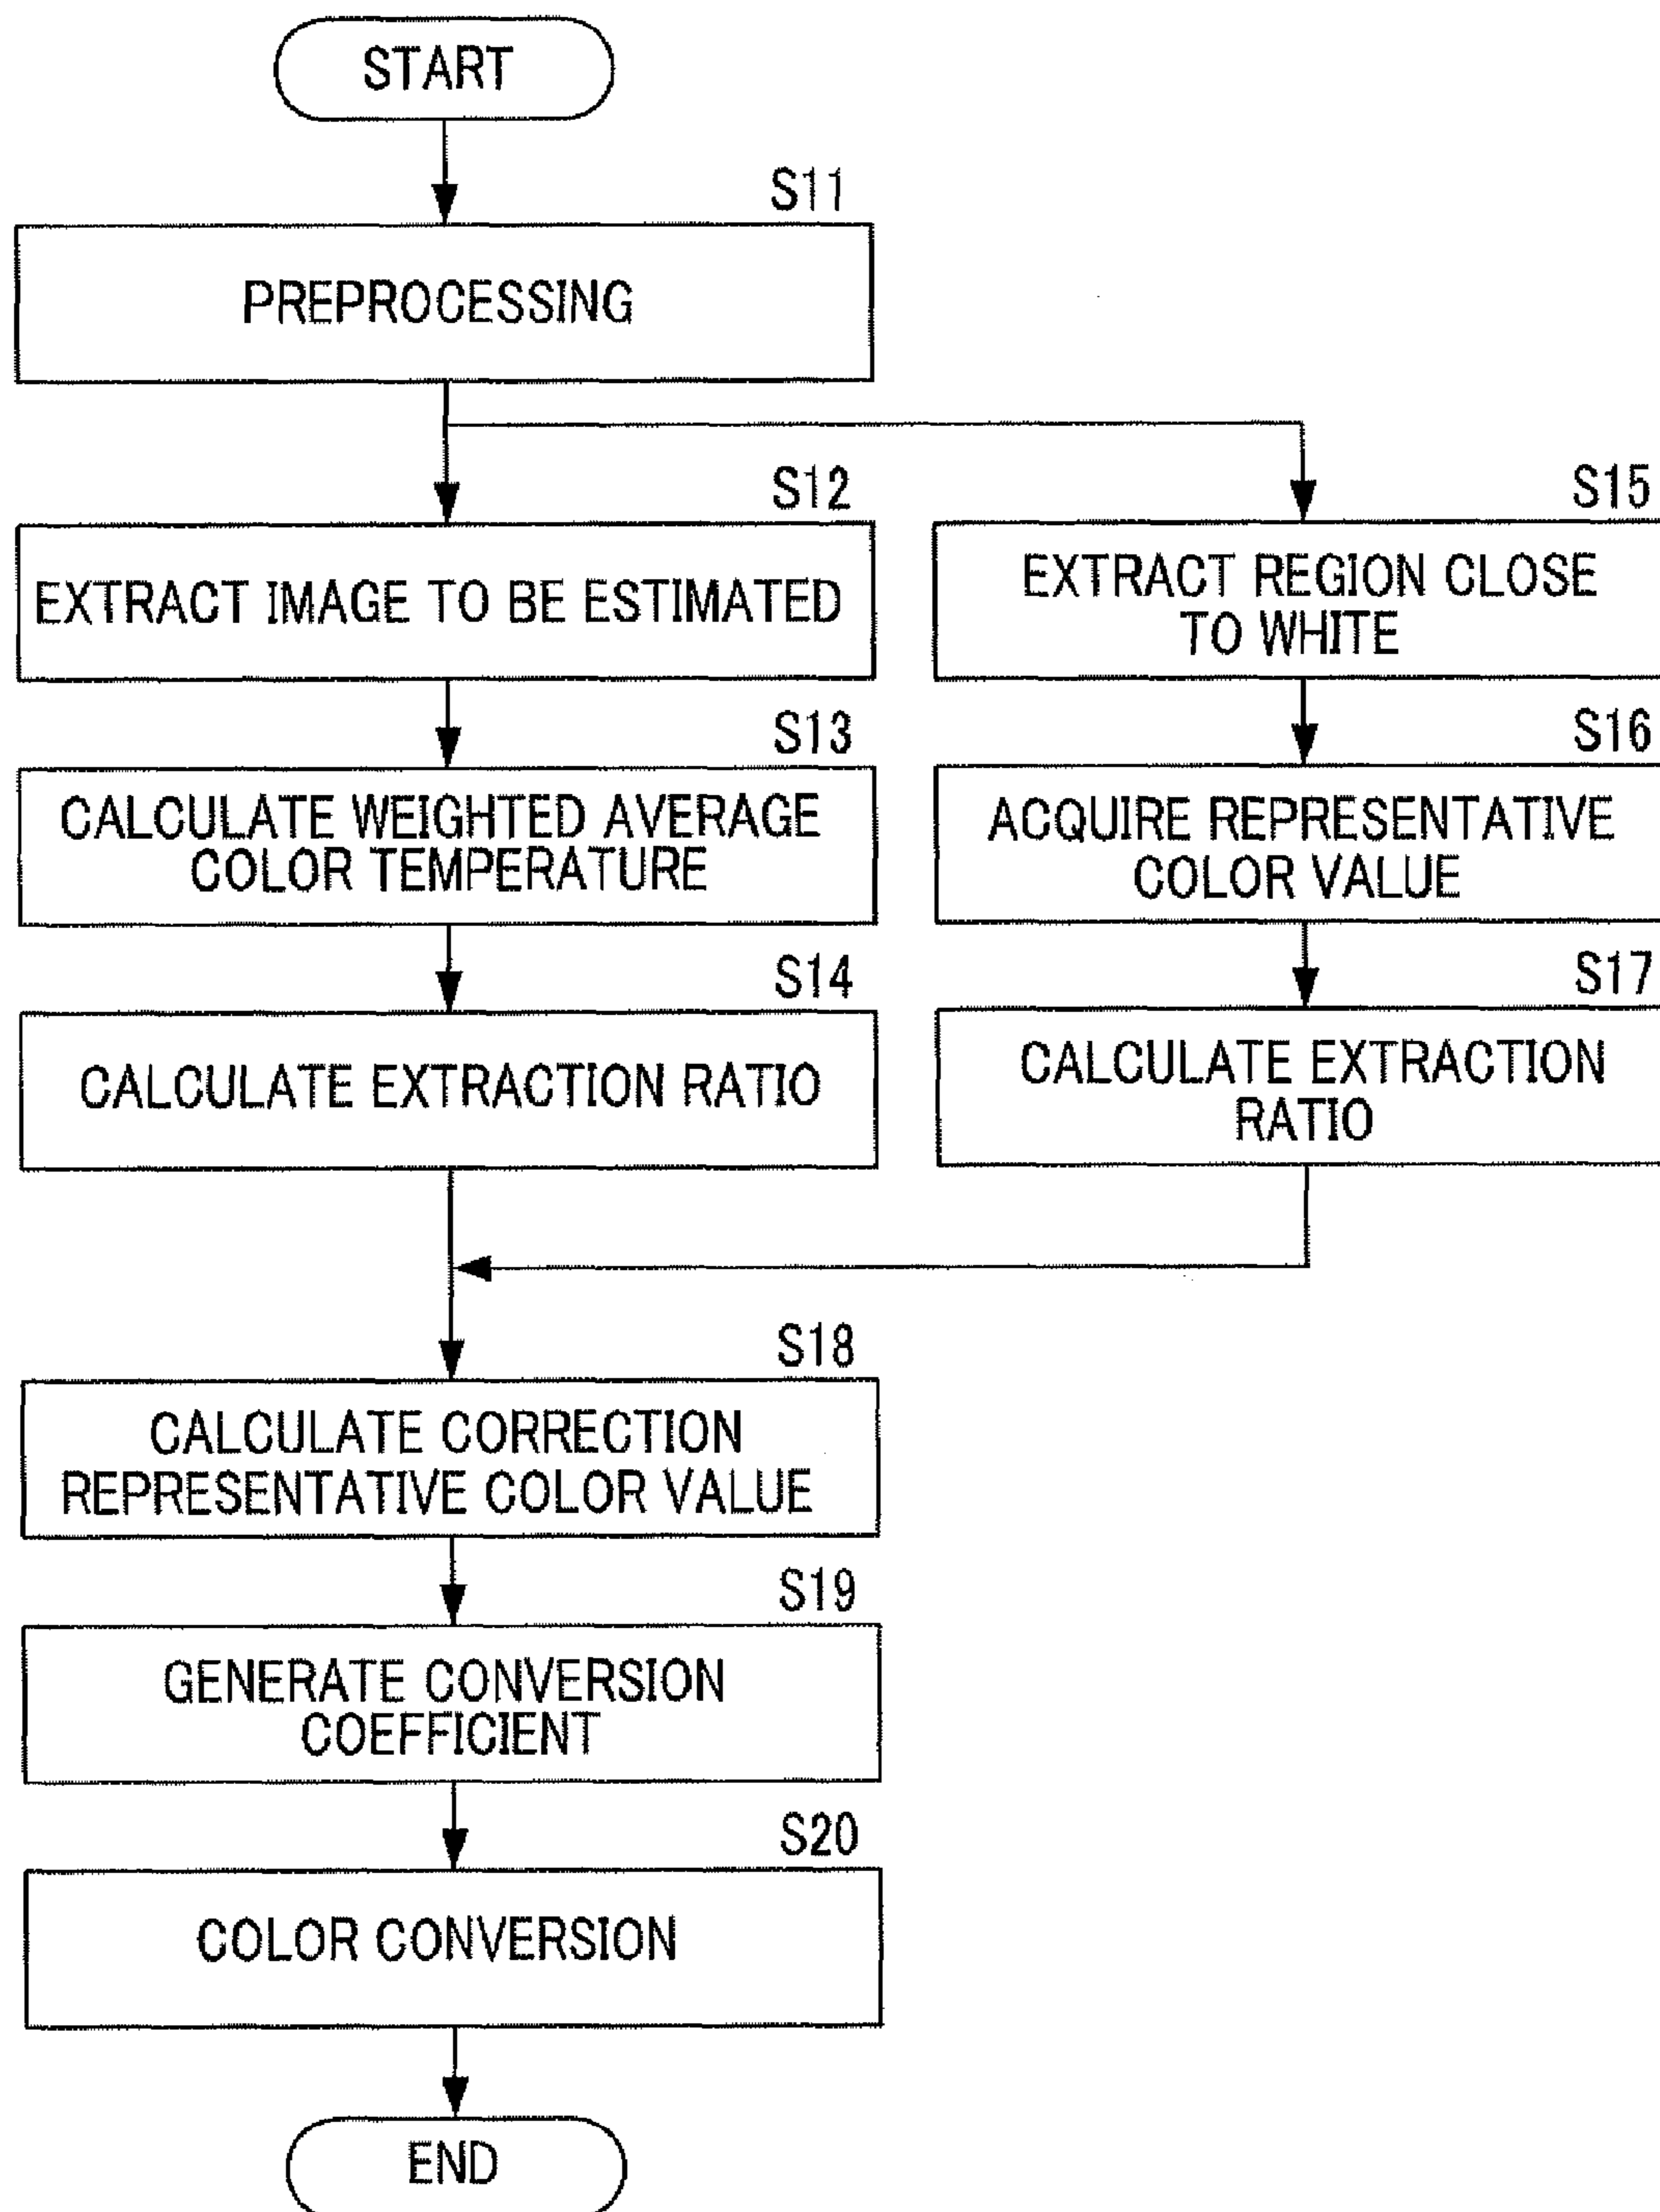 START
S11
PREPROCESSING
S12
EXTRACT IMAGE TO BE ESTIMATED
S13
CALCULATE WEIGHTED AVERAGE
COLOR TEMPERATURE
S14
CALCULATE EXTRACTION RATIO
S15
EXTRACT REGION CLOSE
TO WHITE
S16
ACQUIRE REPRESENTATIVE
COLOR VALUE
S17
CALCULATE EXTRACTION
RATIO
S18
CALCULATE CORRECTION
REPRESENTATIVE COLOR VALUE
S19
GENERATE CONVERSION
COEFFICIENT
S20
COLOR CONVERSION
END